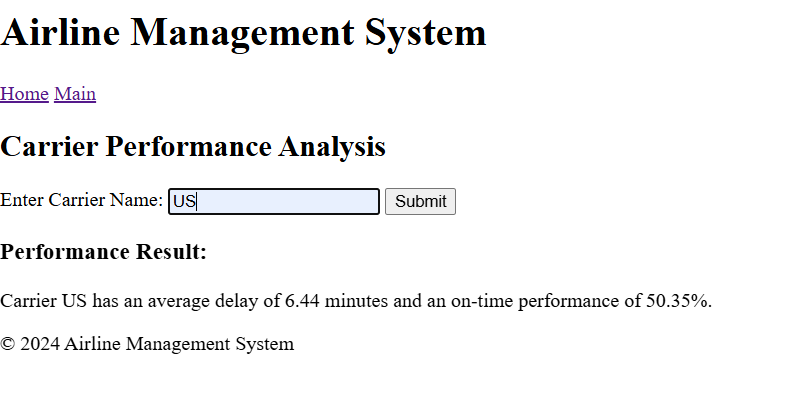 Airline Management System
Home Main
Carrier Performance Analysis
Enter Carrier Name: US Submit
Performance Result:
Carrier US has an average delay of 6.44 minutes and an on-time performance of 50.35%.
© 2024 Airline Management System